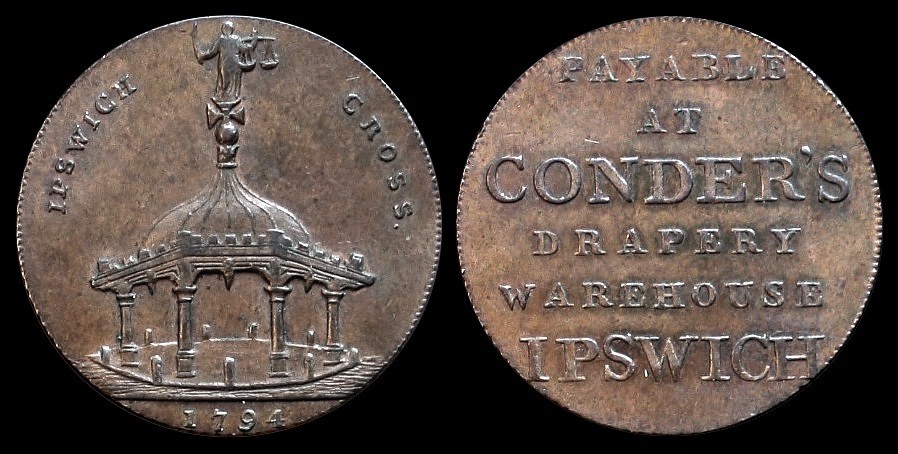 IPSWICH CROSS.
1794
PAYABLE
AT
CONDER'S
DRAPERY
WAREHOUSE
IPSWICH